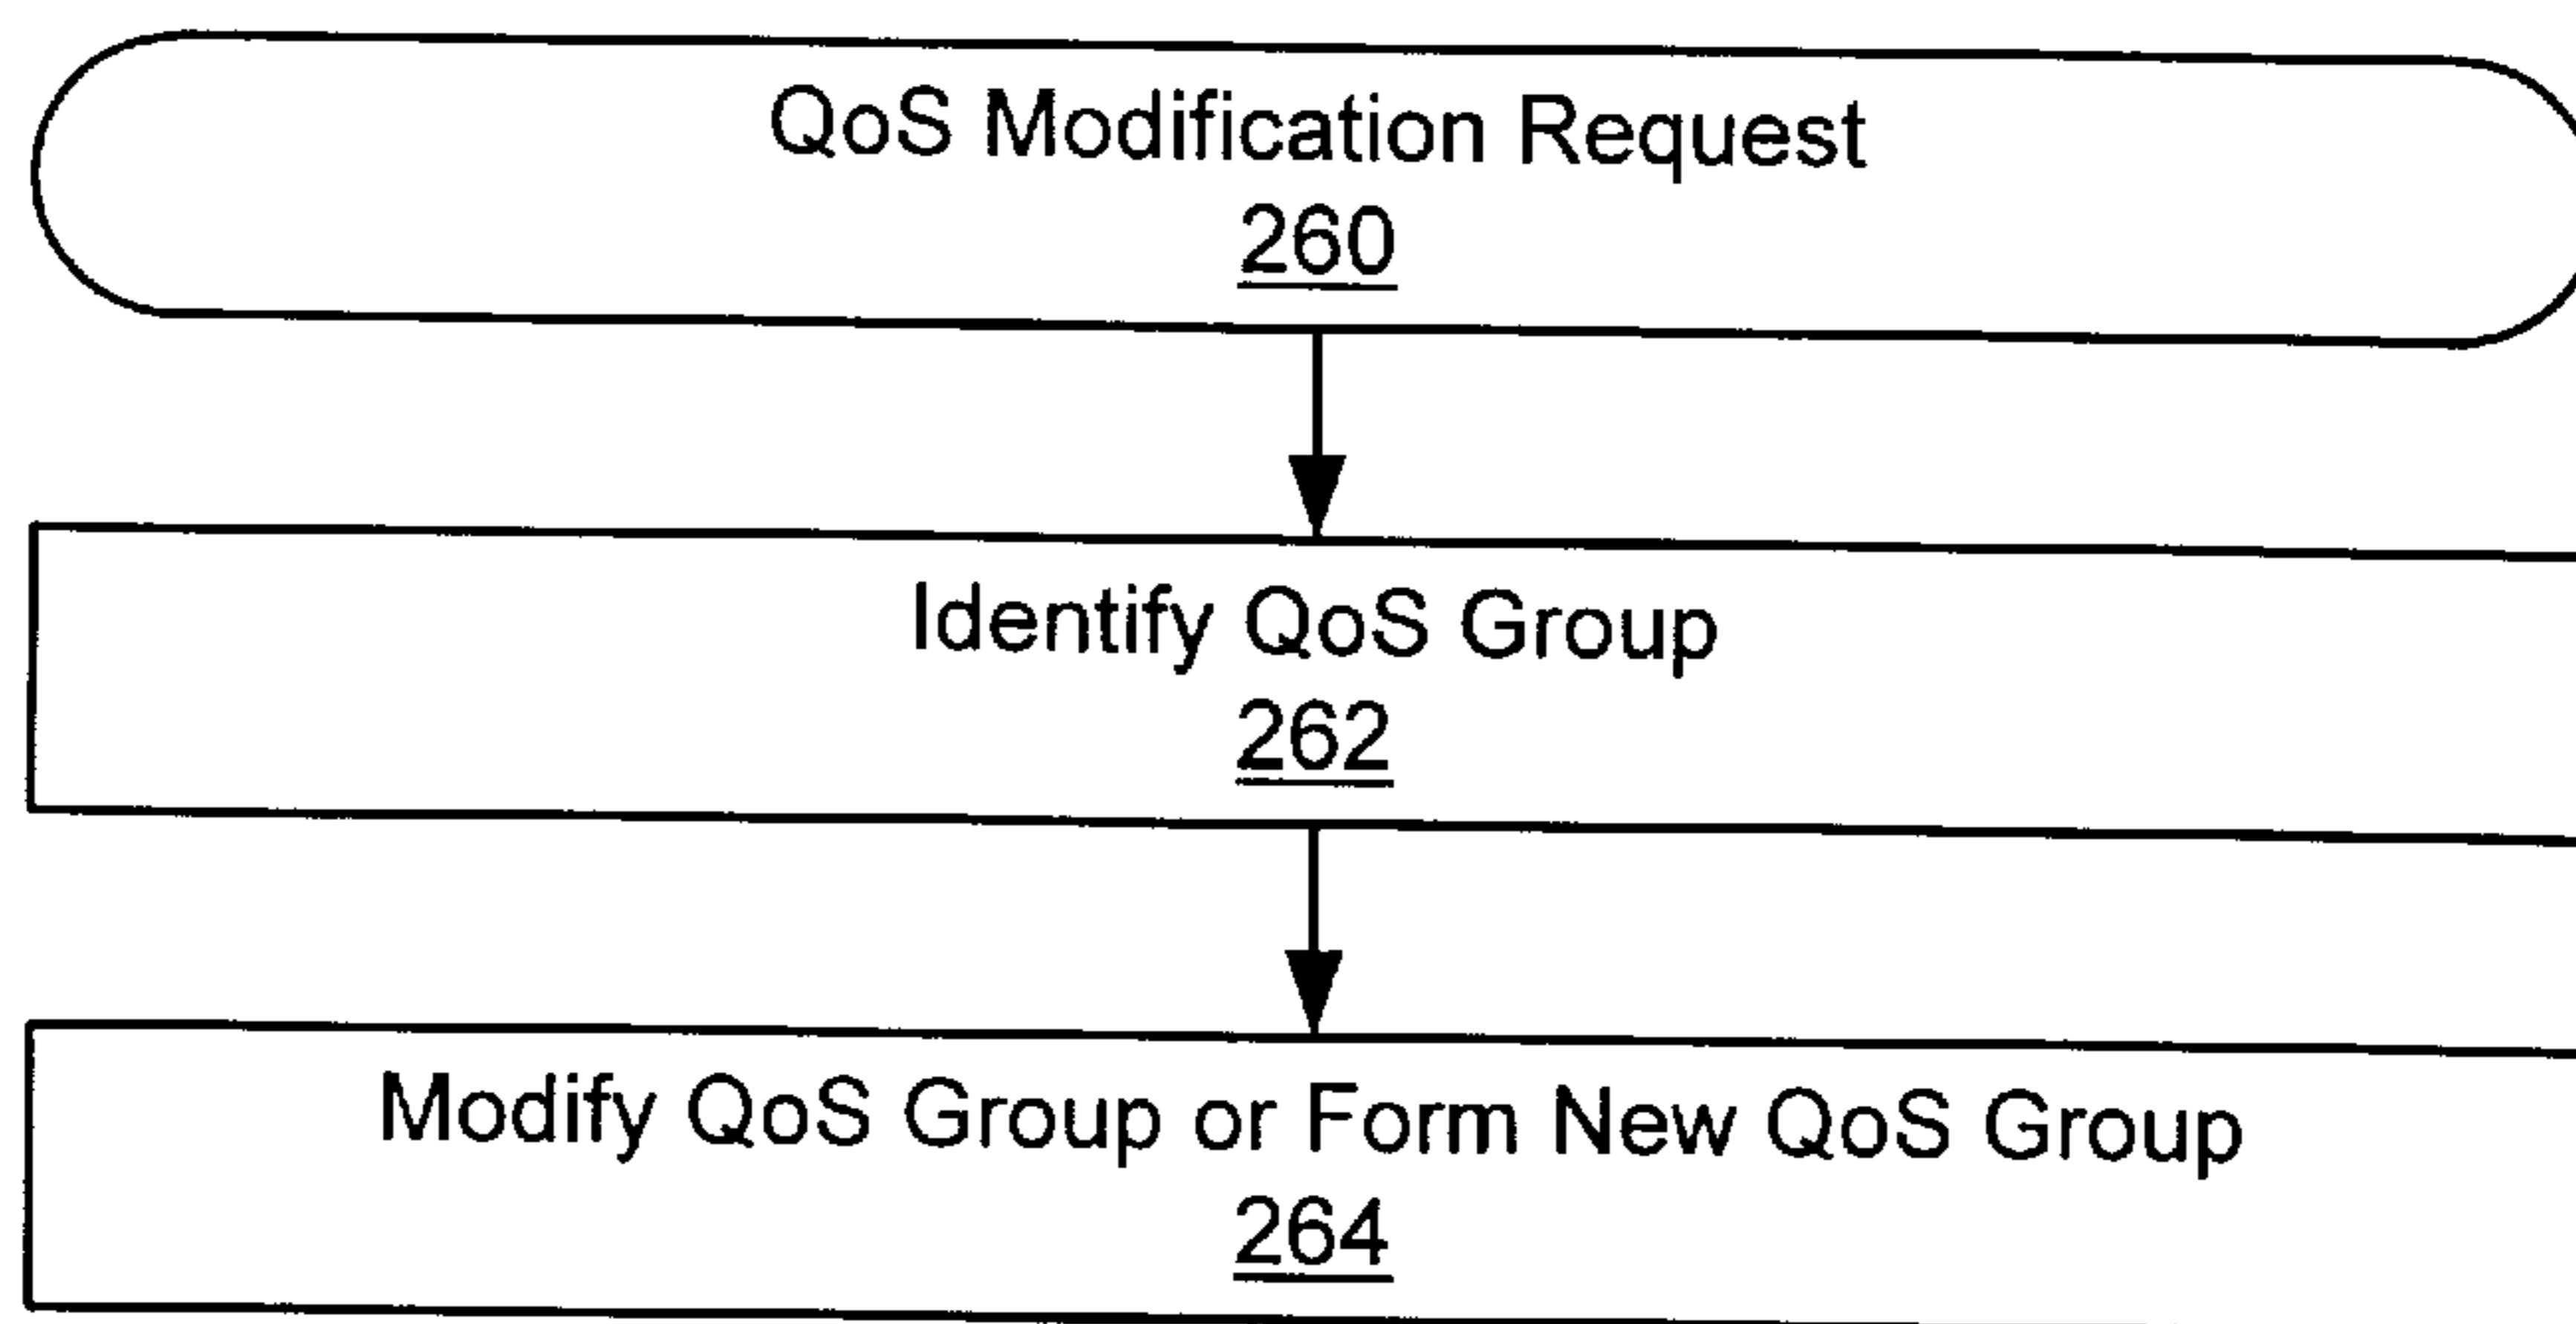 QoS Modification Request
260
Identify QoS Group
262
Modify QoS Group or Form New QoS Group
264